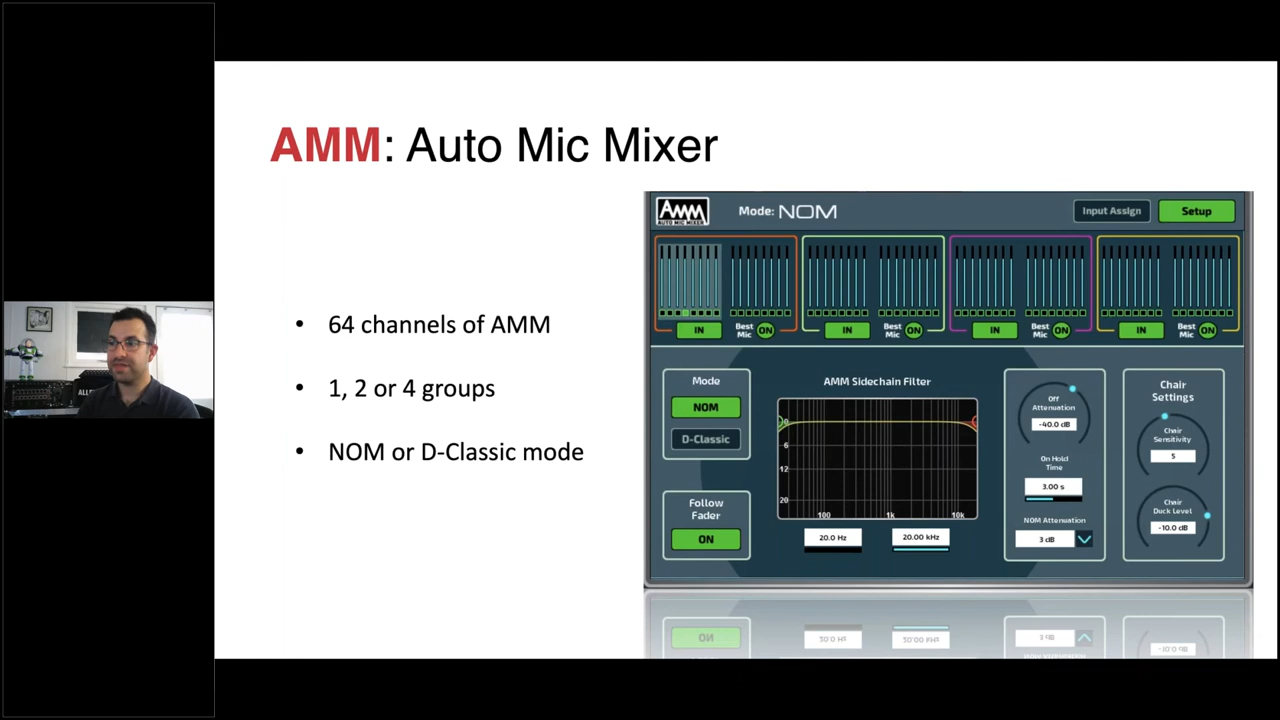 AMM: Auto Mic Mixer
• 64 channels of AMM
• 1, 2 or 4 groups
• NOM or D-Classic mode
AMM
AUTO MIC MIXER
Mode: NOM
Input Assign
Setup
IN
Best Mic
ON
IN
Best Mic
ON
IN
Best Mic
ON
IN
Best Mic
ON
Mode
NOM
D-Classic
Follow
Fader
ON
AMM Sidechain Filter
0
6
12
20
100
1k
10k
20.0 Hz
20.00 kHz
Off
Attenuation
-40.0 dB
On Hold
Time
3.00 s
NOM Attenuation
3 dB
Chair
Settings
Chair
Sensitivity
5
Chair
Duck Level
-10.0 dB